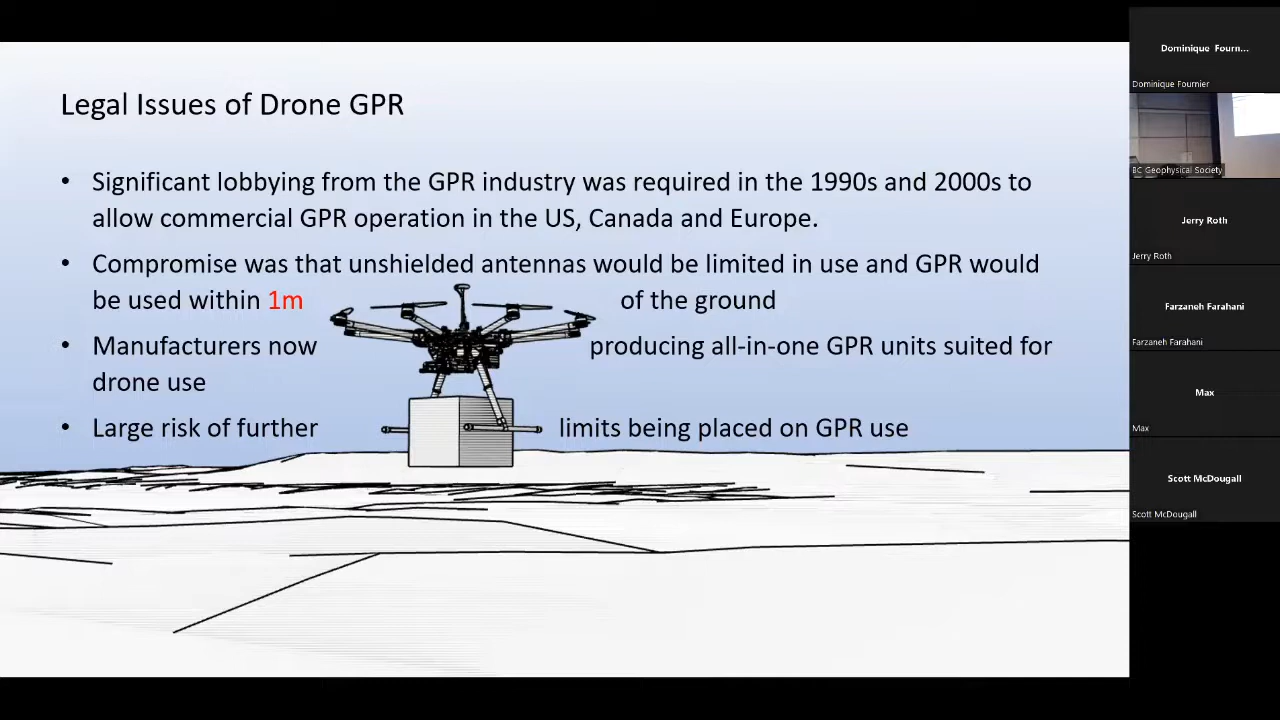 Legal Issues of Drone GPR
• Significant lobbying from the GPR industry was required in the 1990s and 2000s to
allow commercial GPR operation in the US, Canada and Europe.
• Compromise was that unshielded antennas would be limited in use and GPR would
be used within 1m of the ground
• Manufacturers now producing all-in-one GPR units suited for
drone use
• Large risk of further limits being placed on GPR use
Dominique Fourn...
Dominique Fournier
BC Geophysical Society
Jerry Roth
Jerry Roth
Farzaneh Farahani
Farzaneh Farahani
Max
Max
Scott McDougall
Scott McDougall